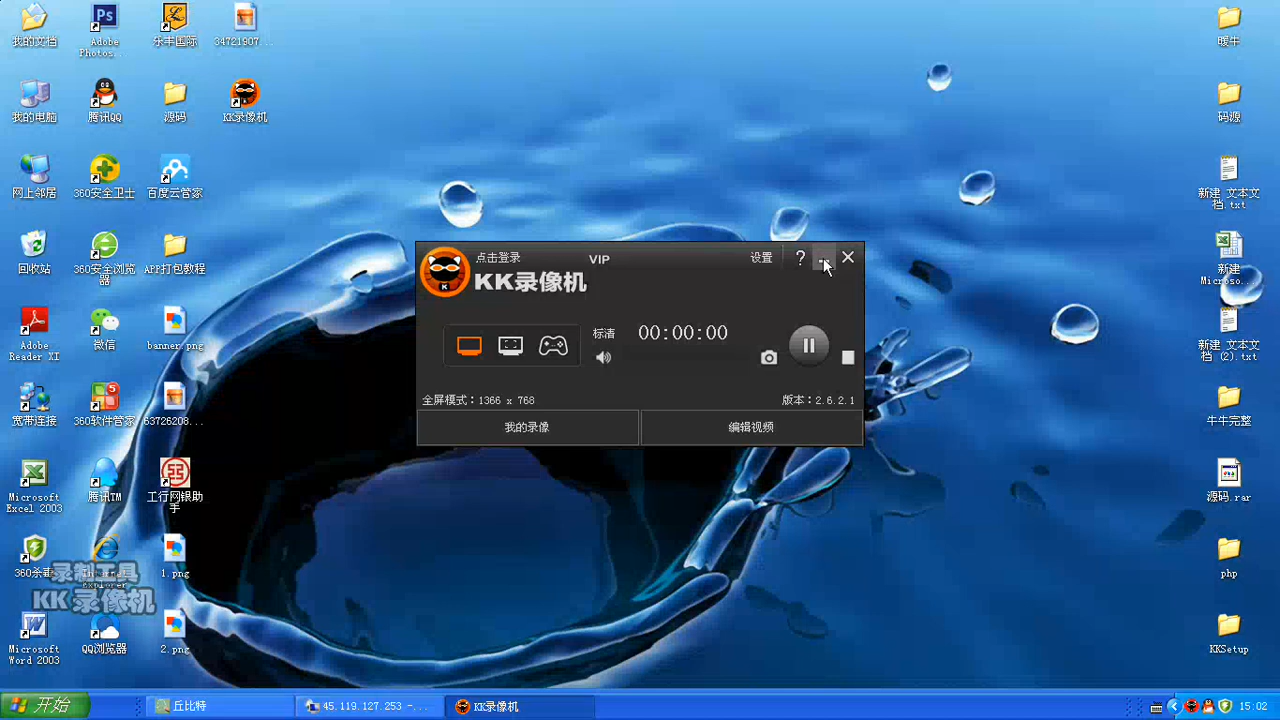 我的文档
Adobe
Photos...
永丰国际
34721907...
我的电脑
腾讯QQ
源码
KK录像机
网上邻居
360安全卫士
百度云管家
回收站
360安全浏览
器
APP打包教程
Adobe
Reader XI
微信
banner.png
宽带连接
360软件管家
63726208...
Microsoft
Excel 2003
腾讯TM
工行网银助
手
360杀毒
Internet
Explorer
1.png
录制工具
KK录像机
Microsoft
Word 2003
QQ浏览器
2.png
点击登录
VIP
设置
KK录像机
标清
00:00:00
全屏模式：1366 x 768
版本：2.6.2.1
我的录像
编辑视频
暖牛
码源
新建 文本文
档.txt
新建
Microso...
新建 文本文
档 (2).txt
牛牛完整
源码.rar
php
KKSetup
开始
丘比特
45.119.127.253 -...
KK录像机
15:02